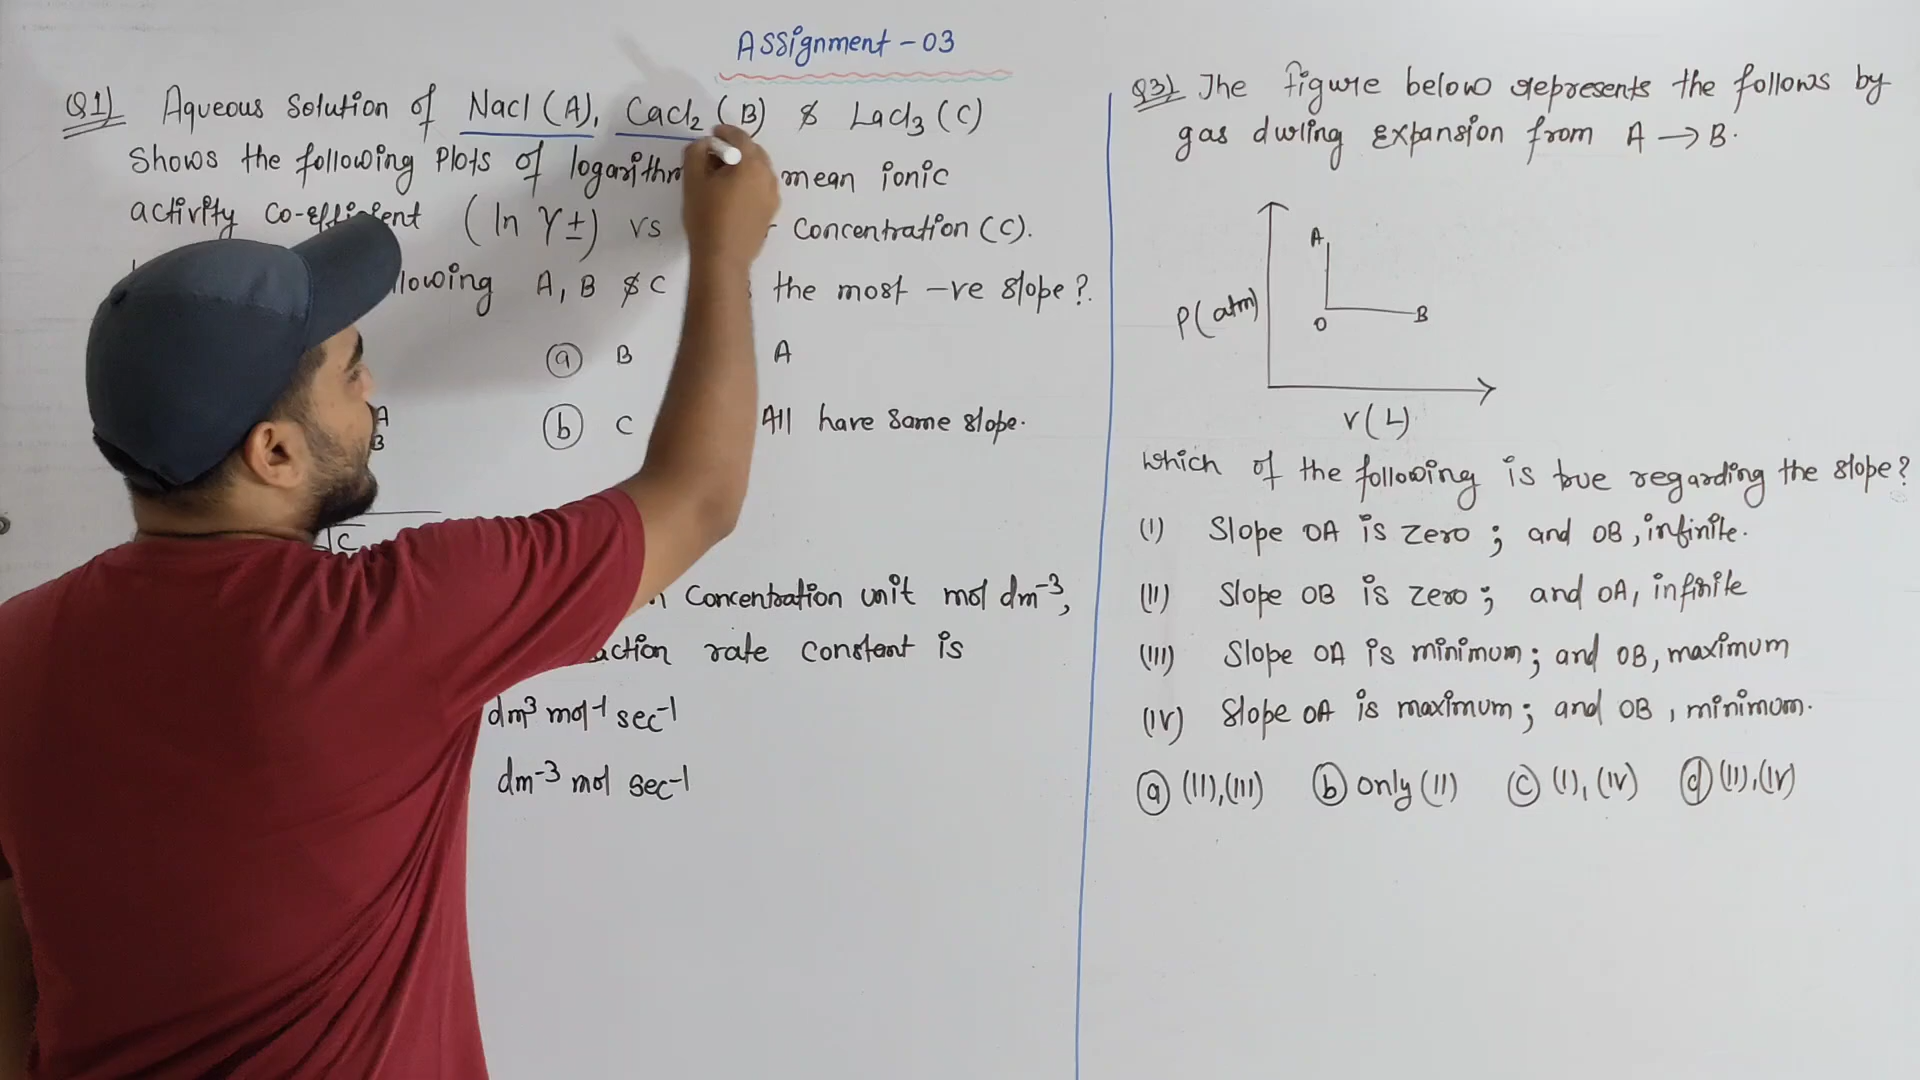 Assignment - 03
Q1) Aqueous Solution of Nacl (A), Cacl2 (B) & Lacl3 (C)
Shows the following Plots of mean ionic
activity co-efficient (ln γ±) vs Concentration (C).
A, B & C the most -ve slope?
(a) B A
(b) C All have same slope.
A
B
√C
Concentration unit mol dm⁻³,
rate constant is
dm³ mol⁻¹ sec⁻¹
dm⁻³ mol sec⁻¹
Q3) The figure below represents the follows by
gas during expansion from A → B.
A
P(atm)
O
B
V(L)
Which of the following is true regarding the slope?
(I) Slope OA is zero; and OB, infinite.
(II) Slope OB is zero; and OA, infinite
(III) Slope OA is minimum; and OB, maximum
(IV) Slope OA is maximum; and OB, minimum.
(a) (II),(III) (b) only (II) (c) (I), (IV) (d) (II),(IV)